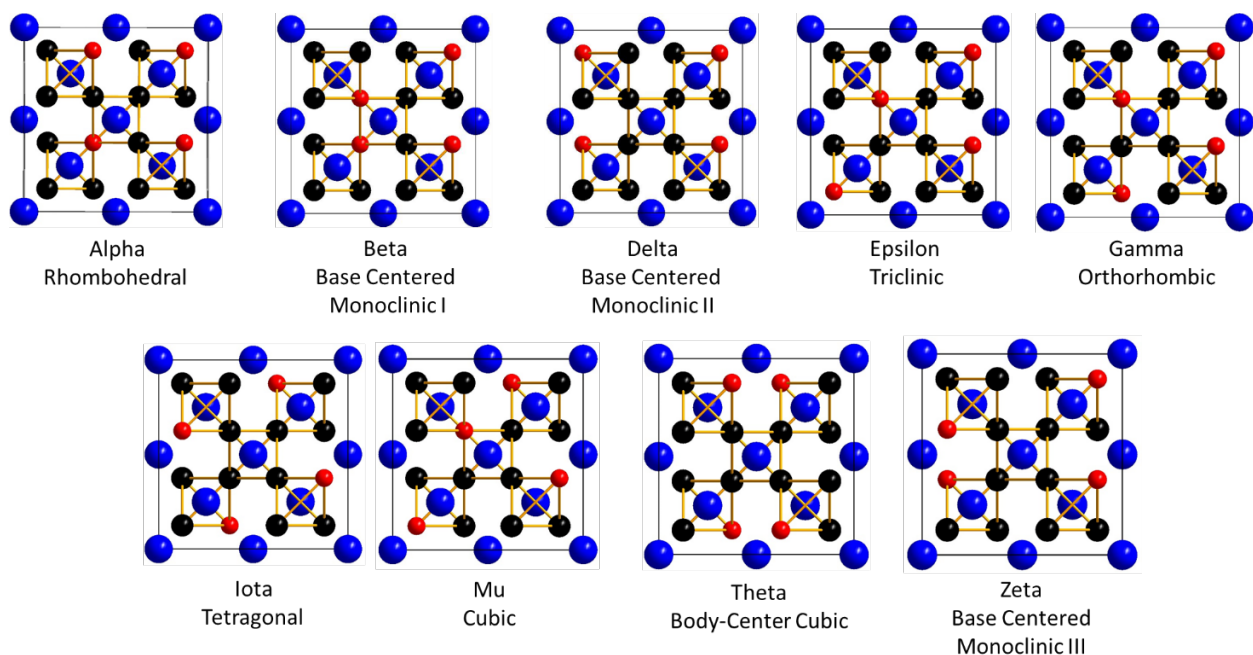 Alpha
Rhombohedral
Beta
Base Centered
Monoclinic I
Delta
Base Centered
Monoclinic II
Epsilon
Triclinic
Gamma
Orthorhombic
Iota
Tetragonal
Mu
Cubic
Theta
Body-Center Cubic
Zeta
Base Centered
Monoclinic III